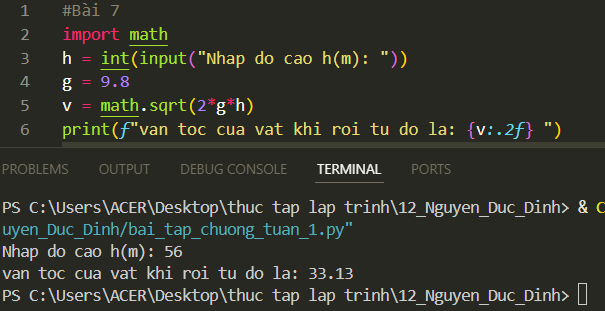 1 #Bài 7
2 import math
3 h = int(input("Nhap do cao h(m): "))
4 g = 9.8
5 v = math.sqrt(2*g*h)
6 print(f"van toc cua vat khi roi tu do la: {v:.2f} ")
PROBLEMS OUTPUT DEBUG CONSOLE TERMINAL PORTS
PS C:\Users\ACER\Desktop\thuc tap lap trinh\12_Nguyen_Duc_Dinh> & C
uyen_Duc_Dinh/bai_tap_chuong_tuan_1.py"
Nhap do cao h(m): 56
van toc cua vat khi roi tu do la: 33.13
PS C:\Users\ACER\Desktop\thuc tap lap trinh\12_Nguyen_Duc_Dinh>